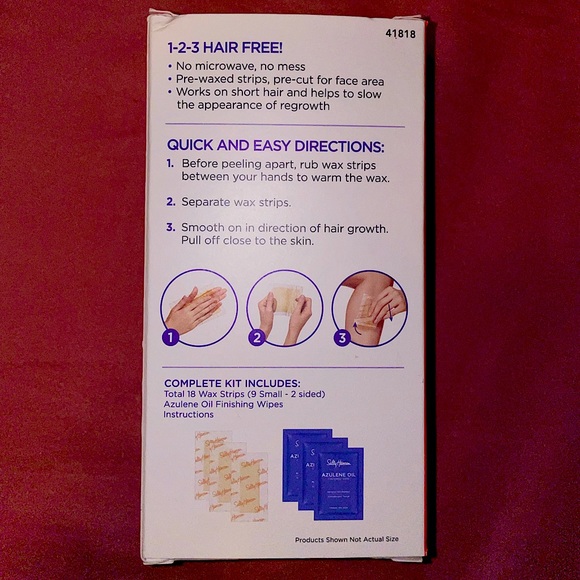 41818
1-2-3 HAIR FREE!
• No microwave, no mess
• Pre-waxed strips, pre-cut for face area
• Works on short hair and helps to slow
the appearance of regrowth
QUICK AND EASY DIRECTIONS:
1. Before peeling apart, rub wax strips
between your hands to warm the wax.
2. Separate wax strips.
3. Smooth on in direction of hair growth.
Pull off close to the skin.
1 2 3
COMPLETE KIT INCLUDES:
Total 18 Wax Strips (9 Small - 2 sided)
Azulene Oil Finishing Wipes
Instructions
Sally Hansen
Sally Hansen
AZULENE OIL
Products Shown Not Actual Size